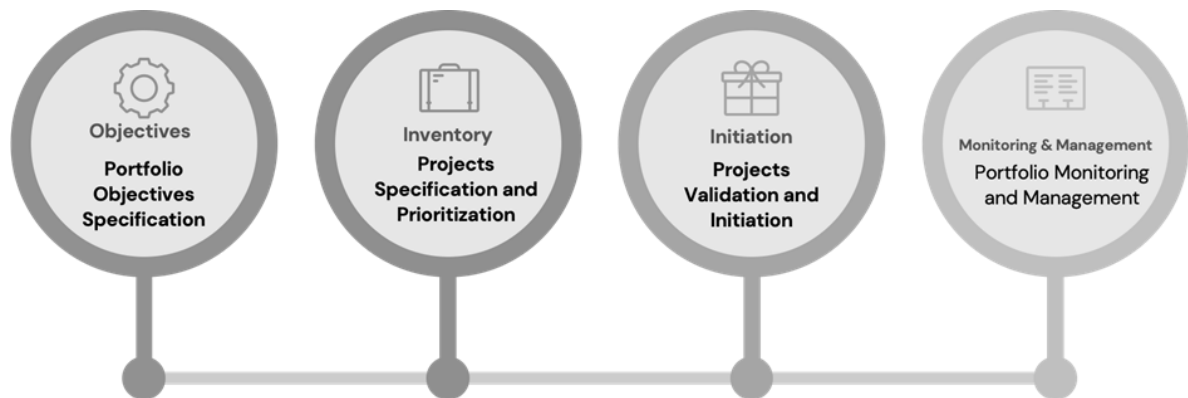 Objectives
Portfolio
Objectives
Specification
Inventory
Projects
Specification and
Prioritization
Initiation
Projects
Validation and
Initiation
Monitoring & Management
Portfolio Monitoring
and Management